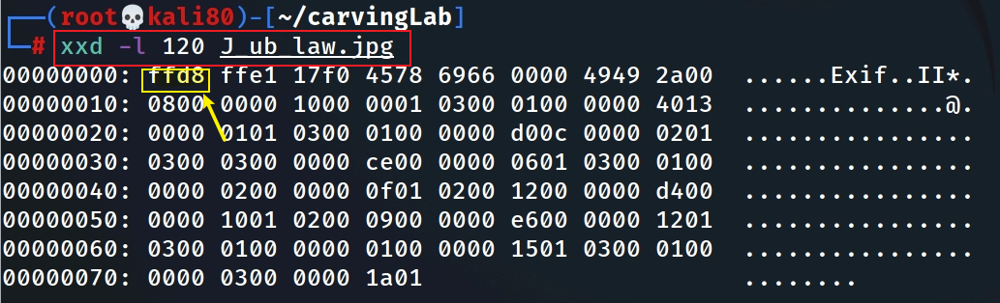 ┌──(root💀kali80)-[~/carvingLab]
└─# xxd -l 120 J_ub_law.jpg
00000000: ffd8 ffe1 17f0 4578 6966 0000 4949 2a00  ......Exif..II*.
00000010: 0800 0000 1000 0001 0300 0100 0000 4013  ..............@.
00000020: 0000 0101 0300 0100 0000 d00c 0000 0201  ................
00000030: 0300 0300 0000 ce00 0000 0601 0300 0100  ................
00000040: 0000 0200 0000 0f01 0200 1200 0000 d400  ................
00000050: 0000 1001 0200 0900 0000 e600 0000 1201  ................
00000060: 0300 0100 0000 0100 0000 1501 0300 0100  ................
00000070: 0000 0300 0000 1a01  ........